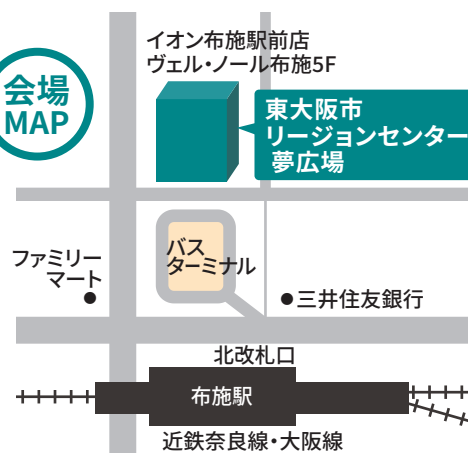 イオン布施駅前店
ヴェル・ノール布施5F
会場
MAP
東大阪市
リージョンセンター
夢広場
バス
ターミナル
ファミリー
マート
●三井住友銀行
北改札口
布施駅
近鉄奈良線・大阪線